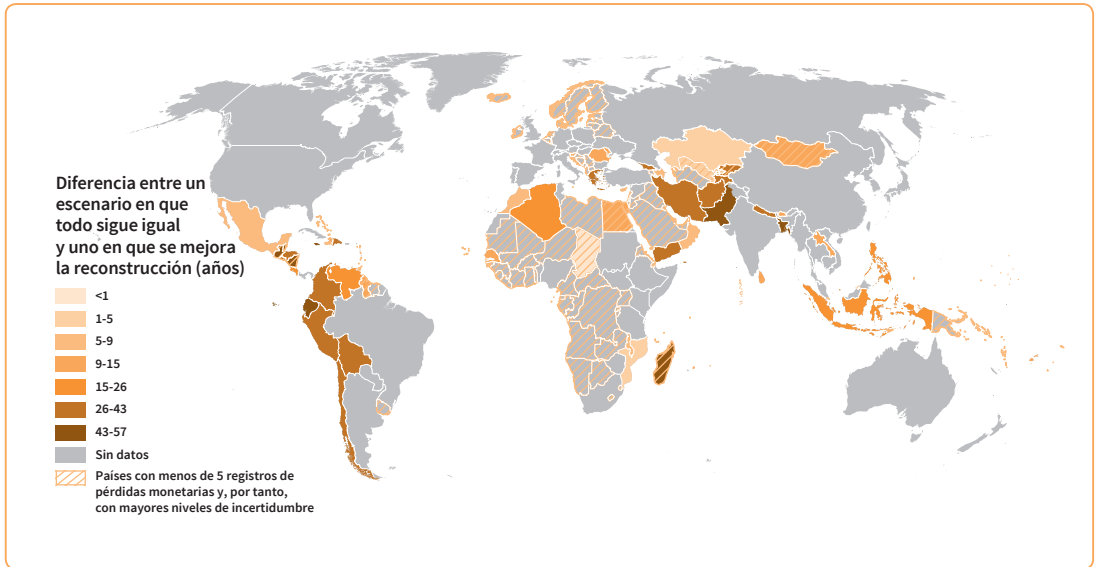 Diferencia entre un
escenario en que
todo sigue igual
y uno en que se mejora
la reconstrucción (años)
<1
1-5
5-9
9-15
15-26
26-43
43-57
Sin datos
Países con menos de 5 registros de
pérdidas monetarias y, por tanto,
con mayores niveles de incertidumbre